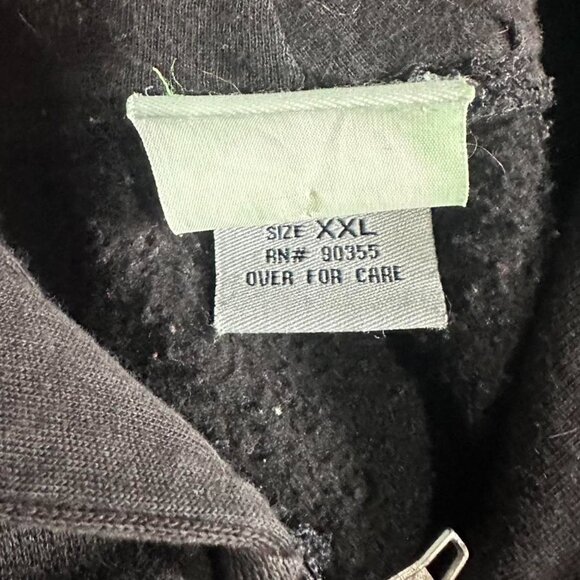 SIZE XXL
RN# 90355
OVER FOR CARE